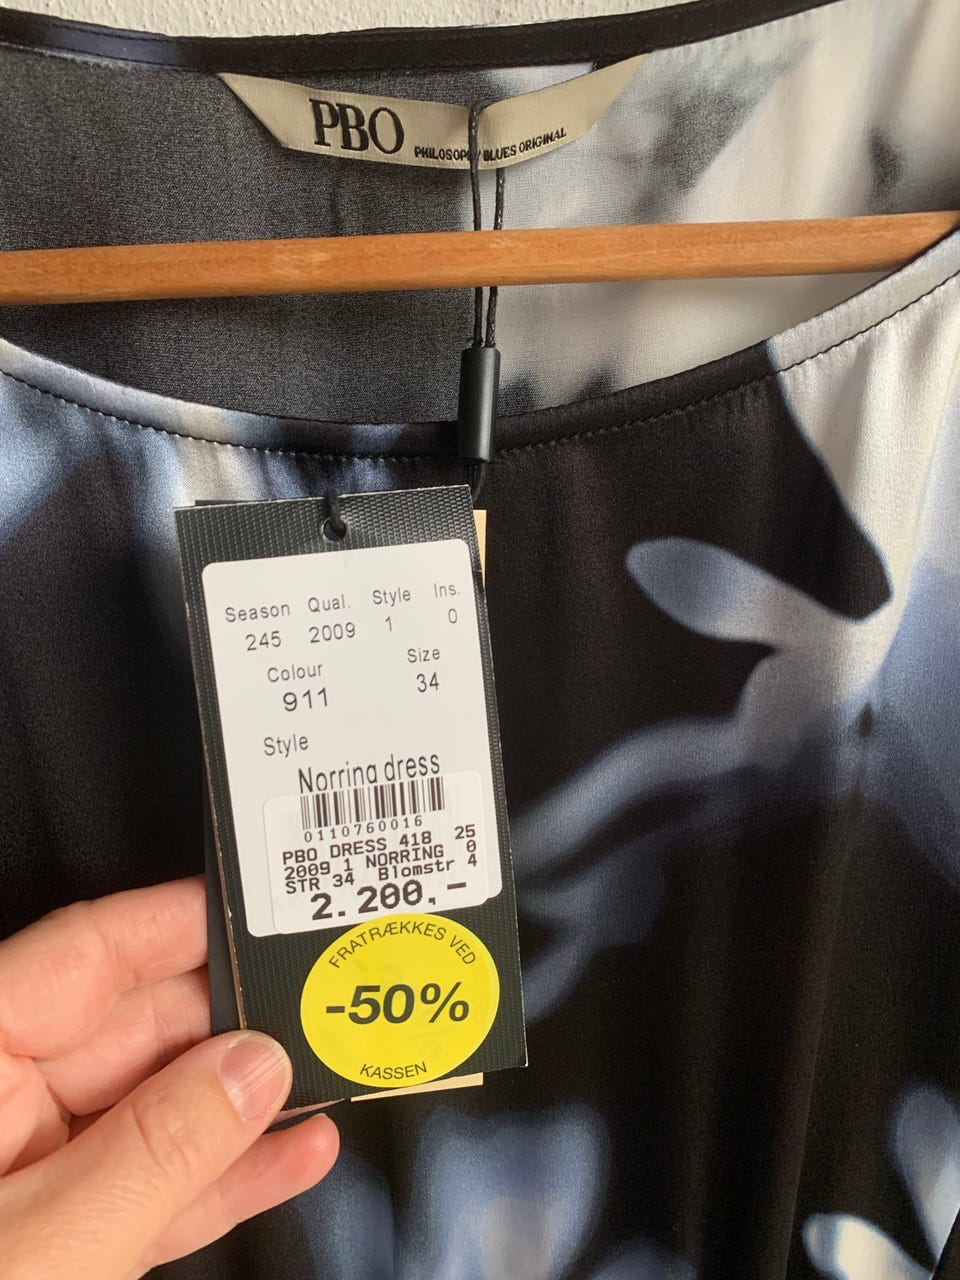 PBO PHILOSOPHY BLUES ORIGINAL
Season Qual. Style Ins.
245 2009 1 0
Colour Size
911 34
Style
Norring dress
0110760016
PBO DRESS 418 25
2009 1 NORRING 0
STR 34 Blomstr 4
2.200,-
FRATRÆKKES VED
-50%
KASSEN